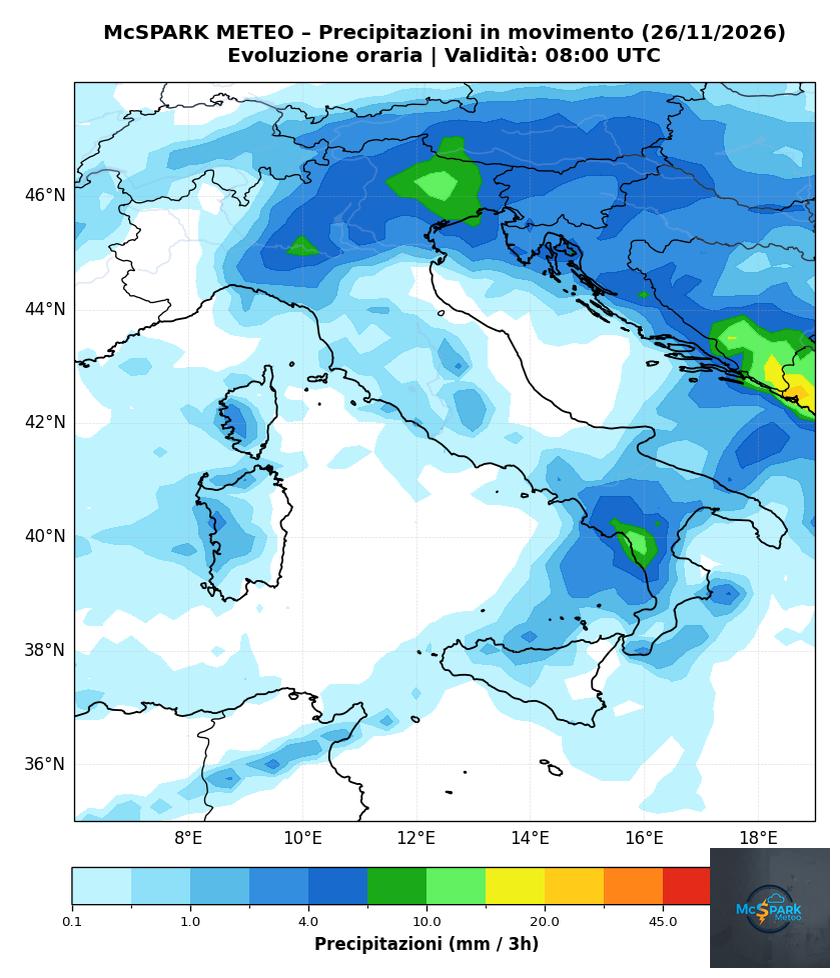 McSPARK METEO – Precipitazioni in movimento (26/11/2026)
Evoluzione oraria | Validità: 08:00 UTC
46°N
44°N
42°N
40°N
38°N
36°N
8°E 10°E 12°E 14°E 16°E 18°E
0.1 1.0 4.0 10.0 20.0 45.0
Precipitazioni (mm / 3h)
McSPARK
Meteo